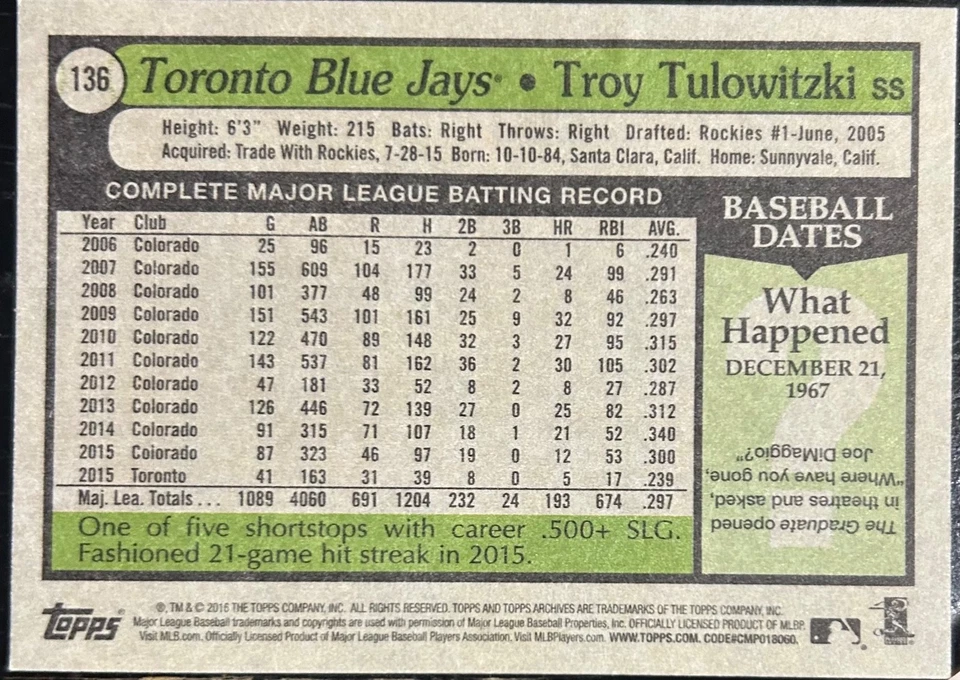 136 Toronto Blue Jays® • Troy Tulowitzki SS
Height: 6'3" Weight: 215 Bats: Right Throws: Right Drafted: Rockies #1-June, 2005
Acquired: Trade With Rockies, 7-28-15 Born: 10-10-84, Santa Clara, Calif. Home: Sunnyvale, Calif.
COMPLETE MAJOR LEAGUE BATTING RECORD
Year Club G AB R H 2B 3B HR RBI AVG.
2006 Colorado 25 96 15 23 2 0 1 6 .240
2007 Colorado 155 609 104 177 33 5 24 99 .291
2008 Colorado 101 377 48 99 24 2 8 46 .263
2009 Colorado 151 543 101 161 25 9 32 92 .297
2010 Colorado 122 470 89 148 32 3 27 95 .315
2011 Colorado 143 537 81 162 36 2 30 105 .302
2012 Colorado 47 181 33 52 8 2 8 27 .287
2013 Colorado 126 446 72 139 27 0 25 82 .312
2014 Colorado 91 315 71 107 18 1 21 52 .340
2015 Colorado 87 323 46 97 19 0 12 53 .300
2015 Toronto 41 163 31 39 8 0 5 17 .239
Maj. Lea. Totals ... 1089 4060 691 1204 232 24 193 674 .297
One of five shortstops with career .500+ SLG.
Fashioned 21-game hit streak in 2015.
BASEBALL
DATES
What
Happened
DECEMBER 21,
1967
The Graduate opened
in theatres and asked,
"Where have you gone,
Joe DiMaggio?"
topps
®, TM & © 2016 THE TOPPS COMPANY, INC. ALL RIGHTS RESERVED. TOPPS AND TOPPS ARCHIVES ARE TRADEMARKS OF THE TOPPS COMPANY, INC.
Major League Baseball trademarks and copyrights are used with permission of Major League Baseball Properties, Inc. OFFICIALLY LICENSED PRODUCT OF MLBP.
Visit MLB.com. Officially Licensed Product of Major League Baseball Players Association. Visit MLBPlayers.com. WWW.TOPPS.COM. CODE#CMP018060.